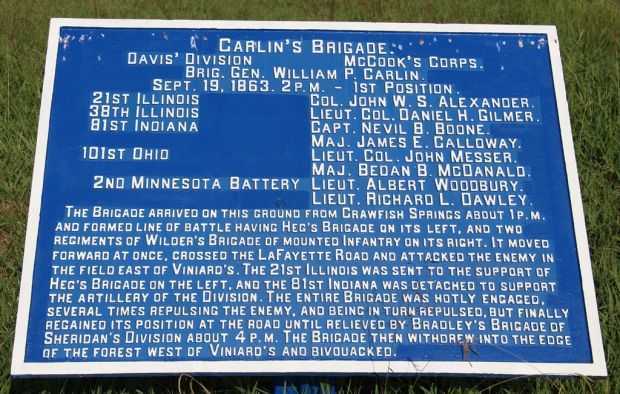 Carlin's Brigade.
Davis' Division McCook's Corps.
Brig. Gen. William P. Carlin.
Sept. 19, 1863. 2 p.m. - 1st Position.
21st Illinois Col. John W. S. Alexander.
38th Illinois Lieut. Col. Daniel H. Gilmer.
81st Indiana Capt. Nevil B. Boone.
Maj. James E. Calloway.
101st Ohio Lieut. Col. John Messer.
Maj. Bedan B. McDanald.
2nd Minnesota Battery Lieut. Albert Woodbury.
Lieut. Richard L. Dawley.
The Brigade arrived on this ground from Crawfish Springs about 1 p.m.
and formed line of battle having Heg's Brigade on its left, and two
regiments of Wilder's Brigade of mounted Infantry on its right. It moved
forward at once, crossed the LaFayette Road and attacked the enemy in
the field east of Viniard's. The 21st Illinois was sent to the support of
Heg's Brigade on the left, and the 81st Indiana was detached to support
the artillery of the Division. The entire Brigade was hotly engaged,
several times repulsing the enemy, and being in turn repulsed, but finally
regained its position at the road until relieved by Bradley's Brigade of
Sheridan's Division about 4 p.m. The Brigade then withdrew into the edge
of the forest west of Viniard's and bivouacked.